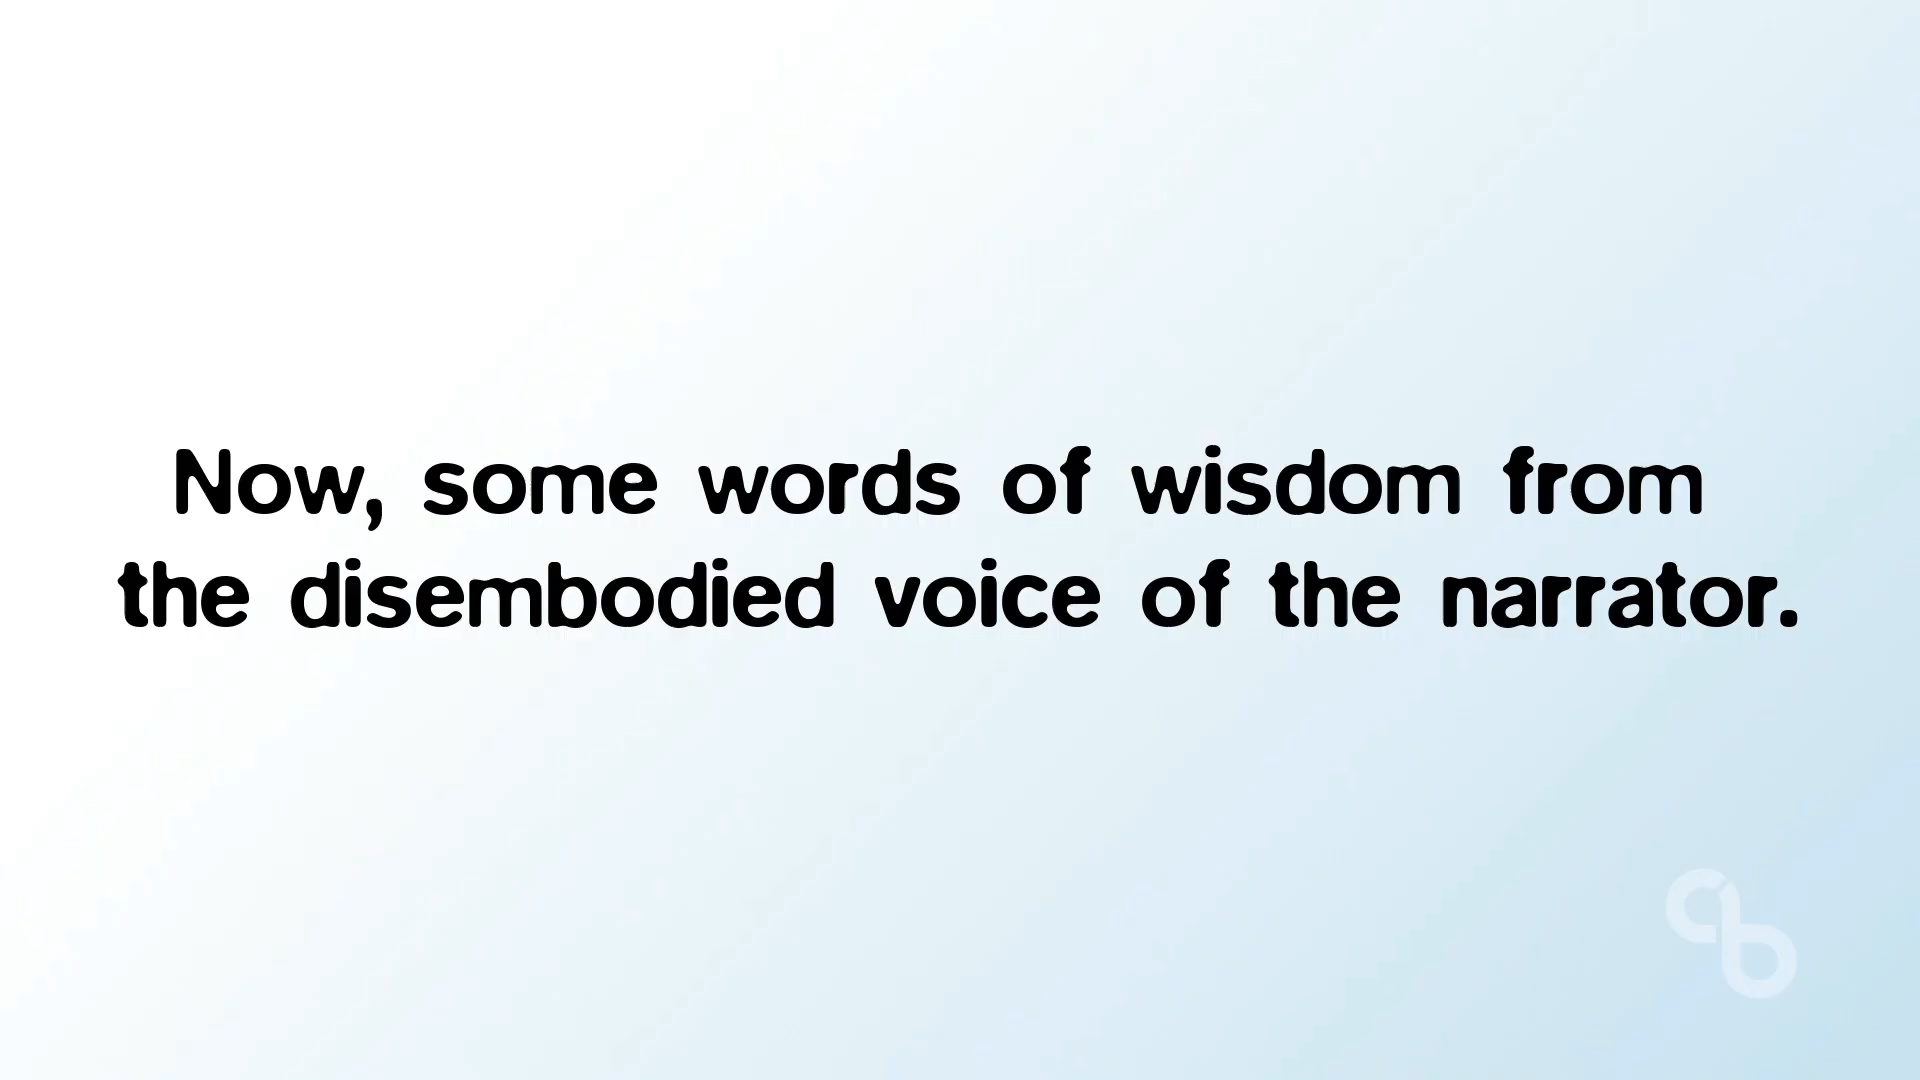 Now, some words of wisdom from
the disembodied voice of the narrator.